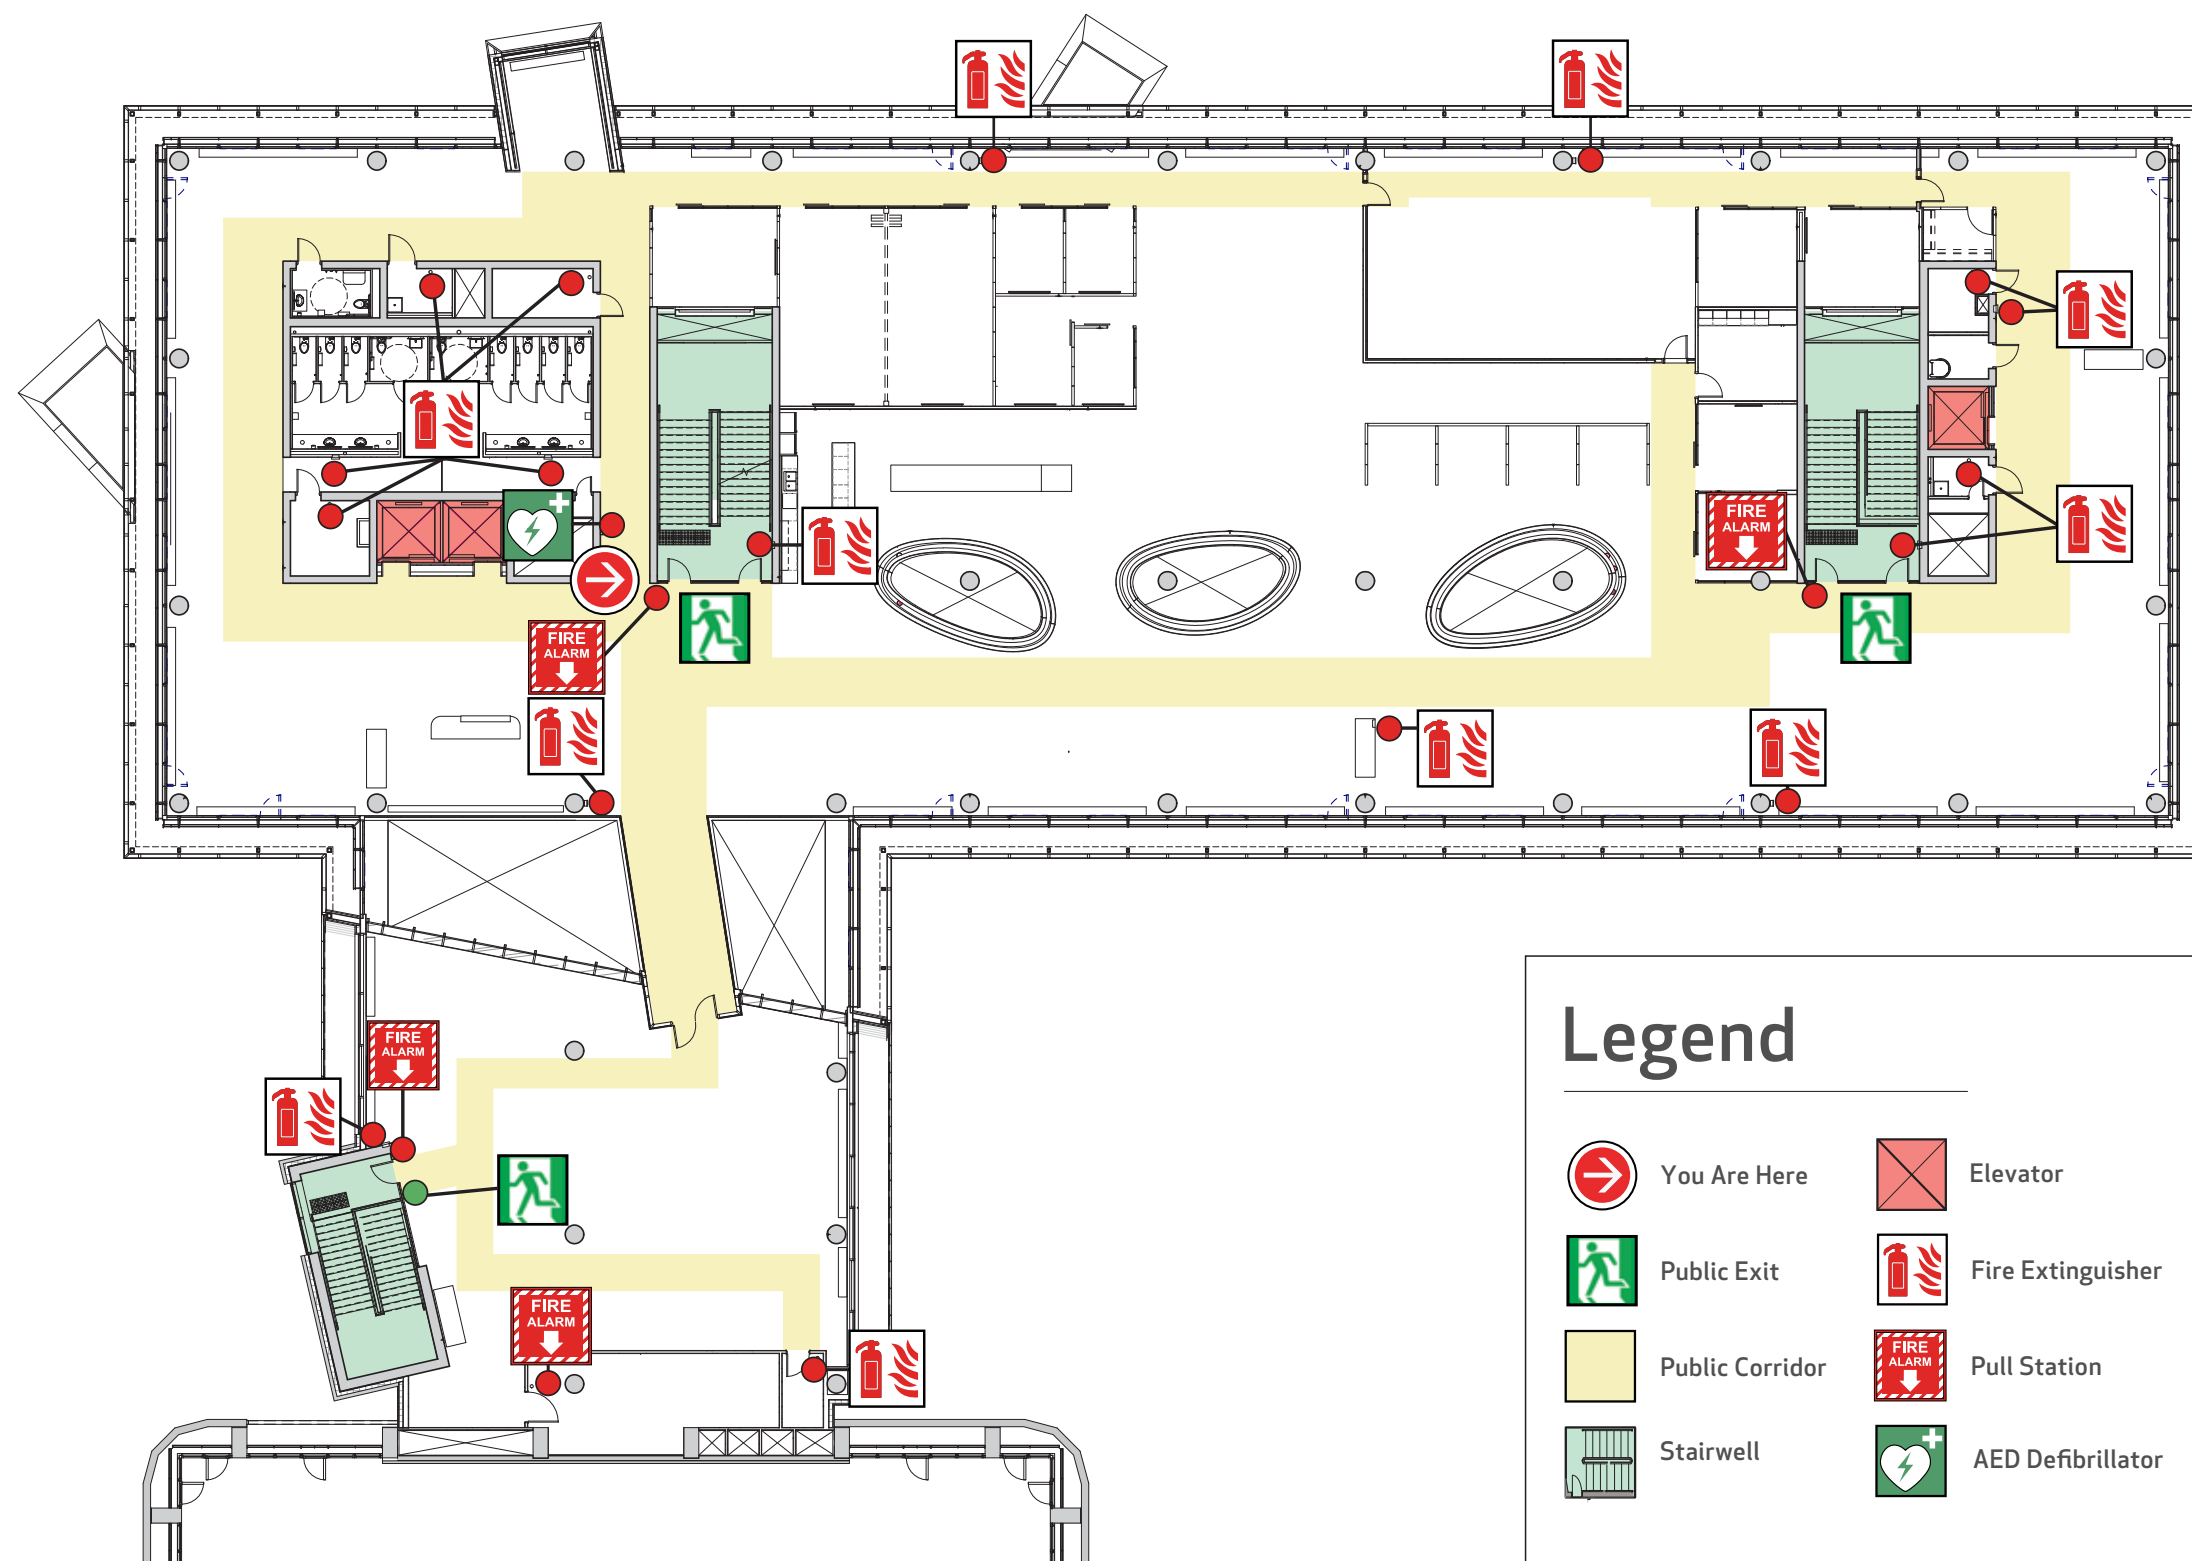 FIRE
ALARM
FIRE
ALARM
FIRE
ALARM
FIRE
ALARM
Legend
You Are Here
Elevator
Public Exit
Fire Extinguisher
Public Corridor
FIRE
ALARM
Pull Station
Stairwell
AED Defibrillator